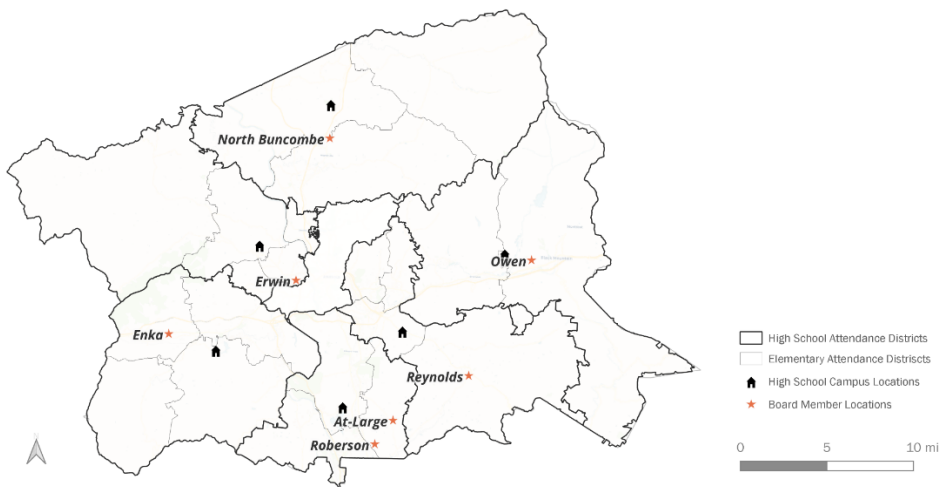 North Buncombe
Owen
Erwin
Enka
Reynolds
At-Large
Roberson
High School Attendance Districts
Elementary Attendance Distriscts
High School Campus Locations
Board Member Locations
0 5 10 mi